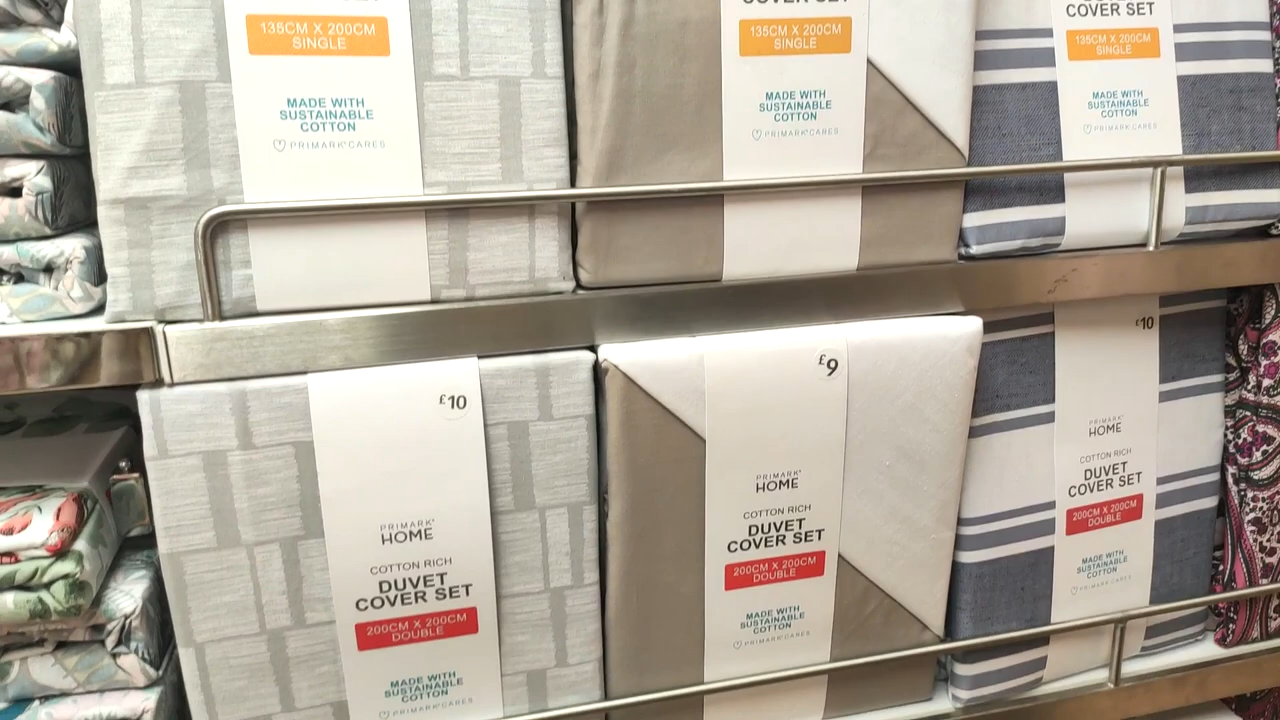 135CM X 200CM
SINGLE
MADE WITH
SUSTAINABLE
COTTON
PRIMARK CARES
COVER SET
135CM X 200CM
SINGLE
MADE WITH
SUSTAINABLE
COTTON
PRIMARK CARES
COVER SET
135CM X 200CM
SINGLE
MADE WITH
SUSTAINABLE
COTTON
PRIMARK CARES
£10
PRIMARK®
HOME
COTTON RICH
DUVET
COVER SET
200CM X 200CM
DOUBLE
MADE WITH
SUSTAINABLE
COTTON
PRIMARK CARES
£9
PRIMARK®
HOME
COTTON RICH
DUVET
COVER SET
200CM X 200CM
DOUBLE
MADE WITH
SUSTAINABLE
COTTON
PRIMARK CARES
£10
PRIMARK®
HOME
COTTON RICH
DUVET
COVER SET
200CM X 200CM
DOUBLE
MADE WITH
SUSTAINABLE
COTTON
PRIMARK CARES